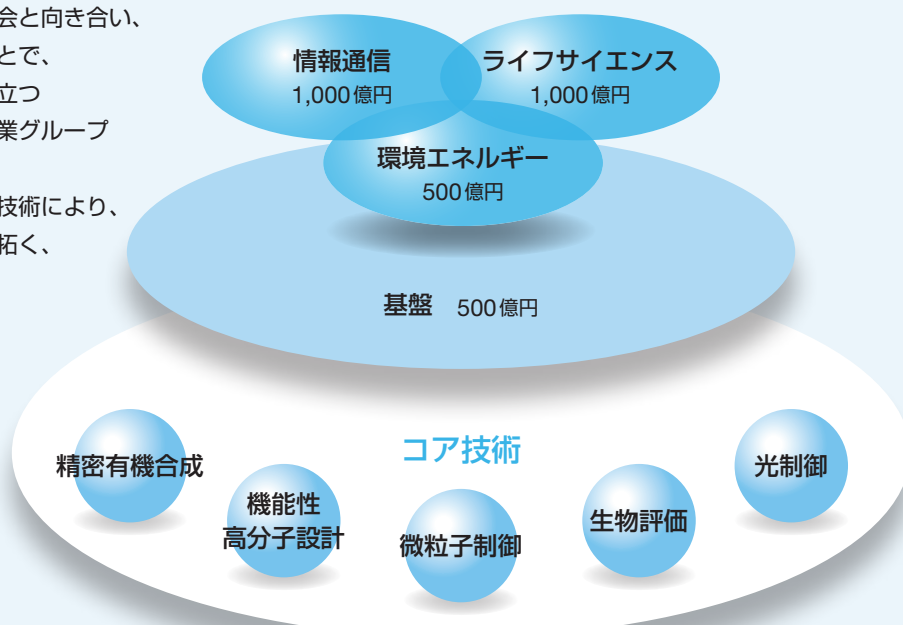 会と向き合い、
とで、
立つ
業グループ
技術により、
拓く、
情報通信
1,000億円
ライフサイエンス
1,000億円
環境エネルギー
500億円
基盤 500億円
コア技術
精密有機合成
機能性
高分子設計
微粒子制御
生物評価
光制御